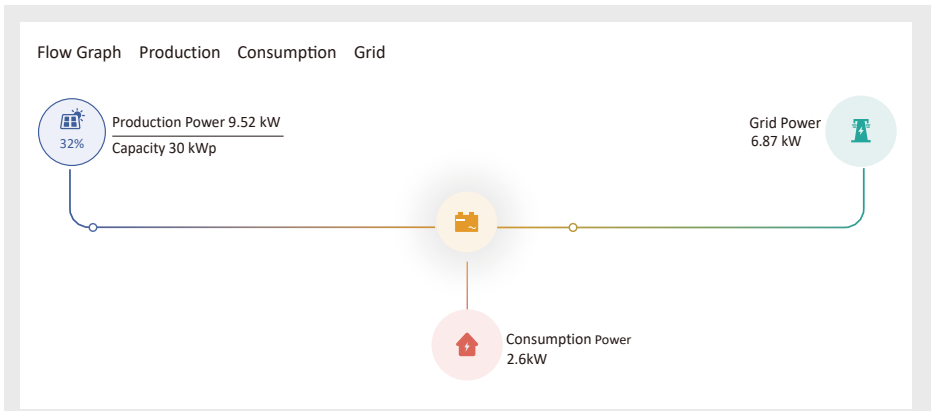 Flow Graph Production Consumption Grid
32%
Production Power 9.52 kW
Capacity 30 kWp
Grid Power
6.87 kW
Consumption Power
2.6kW